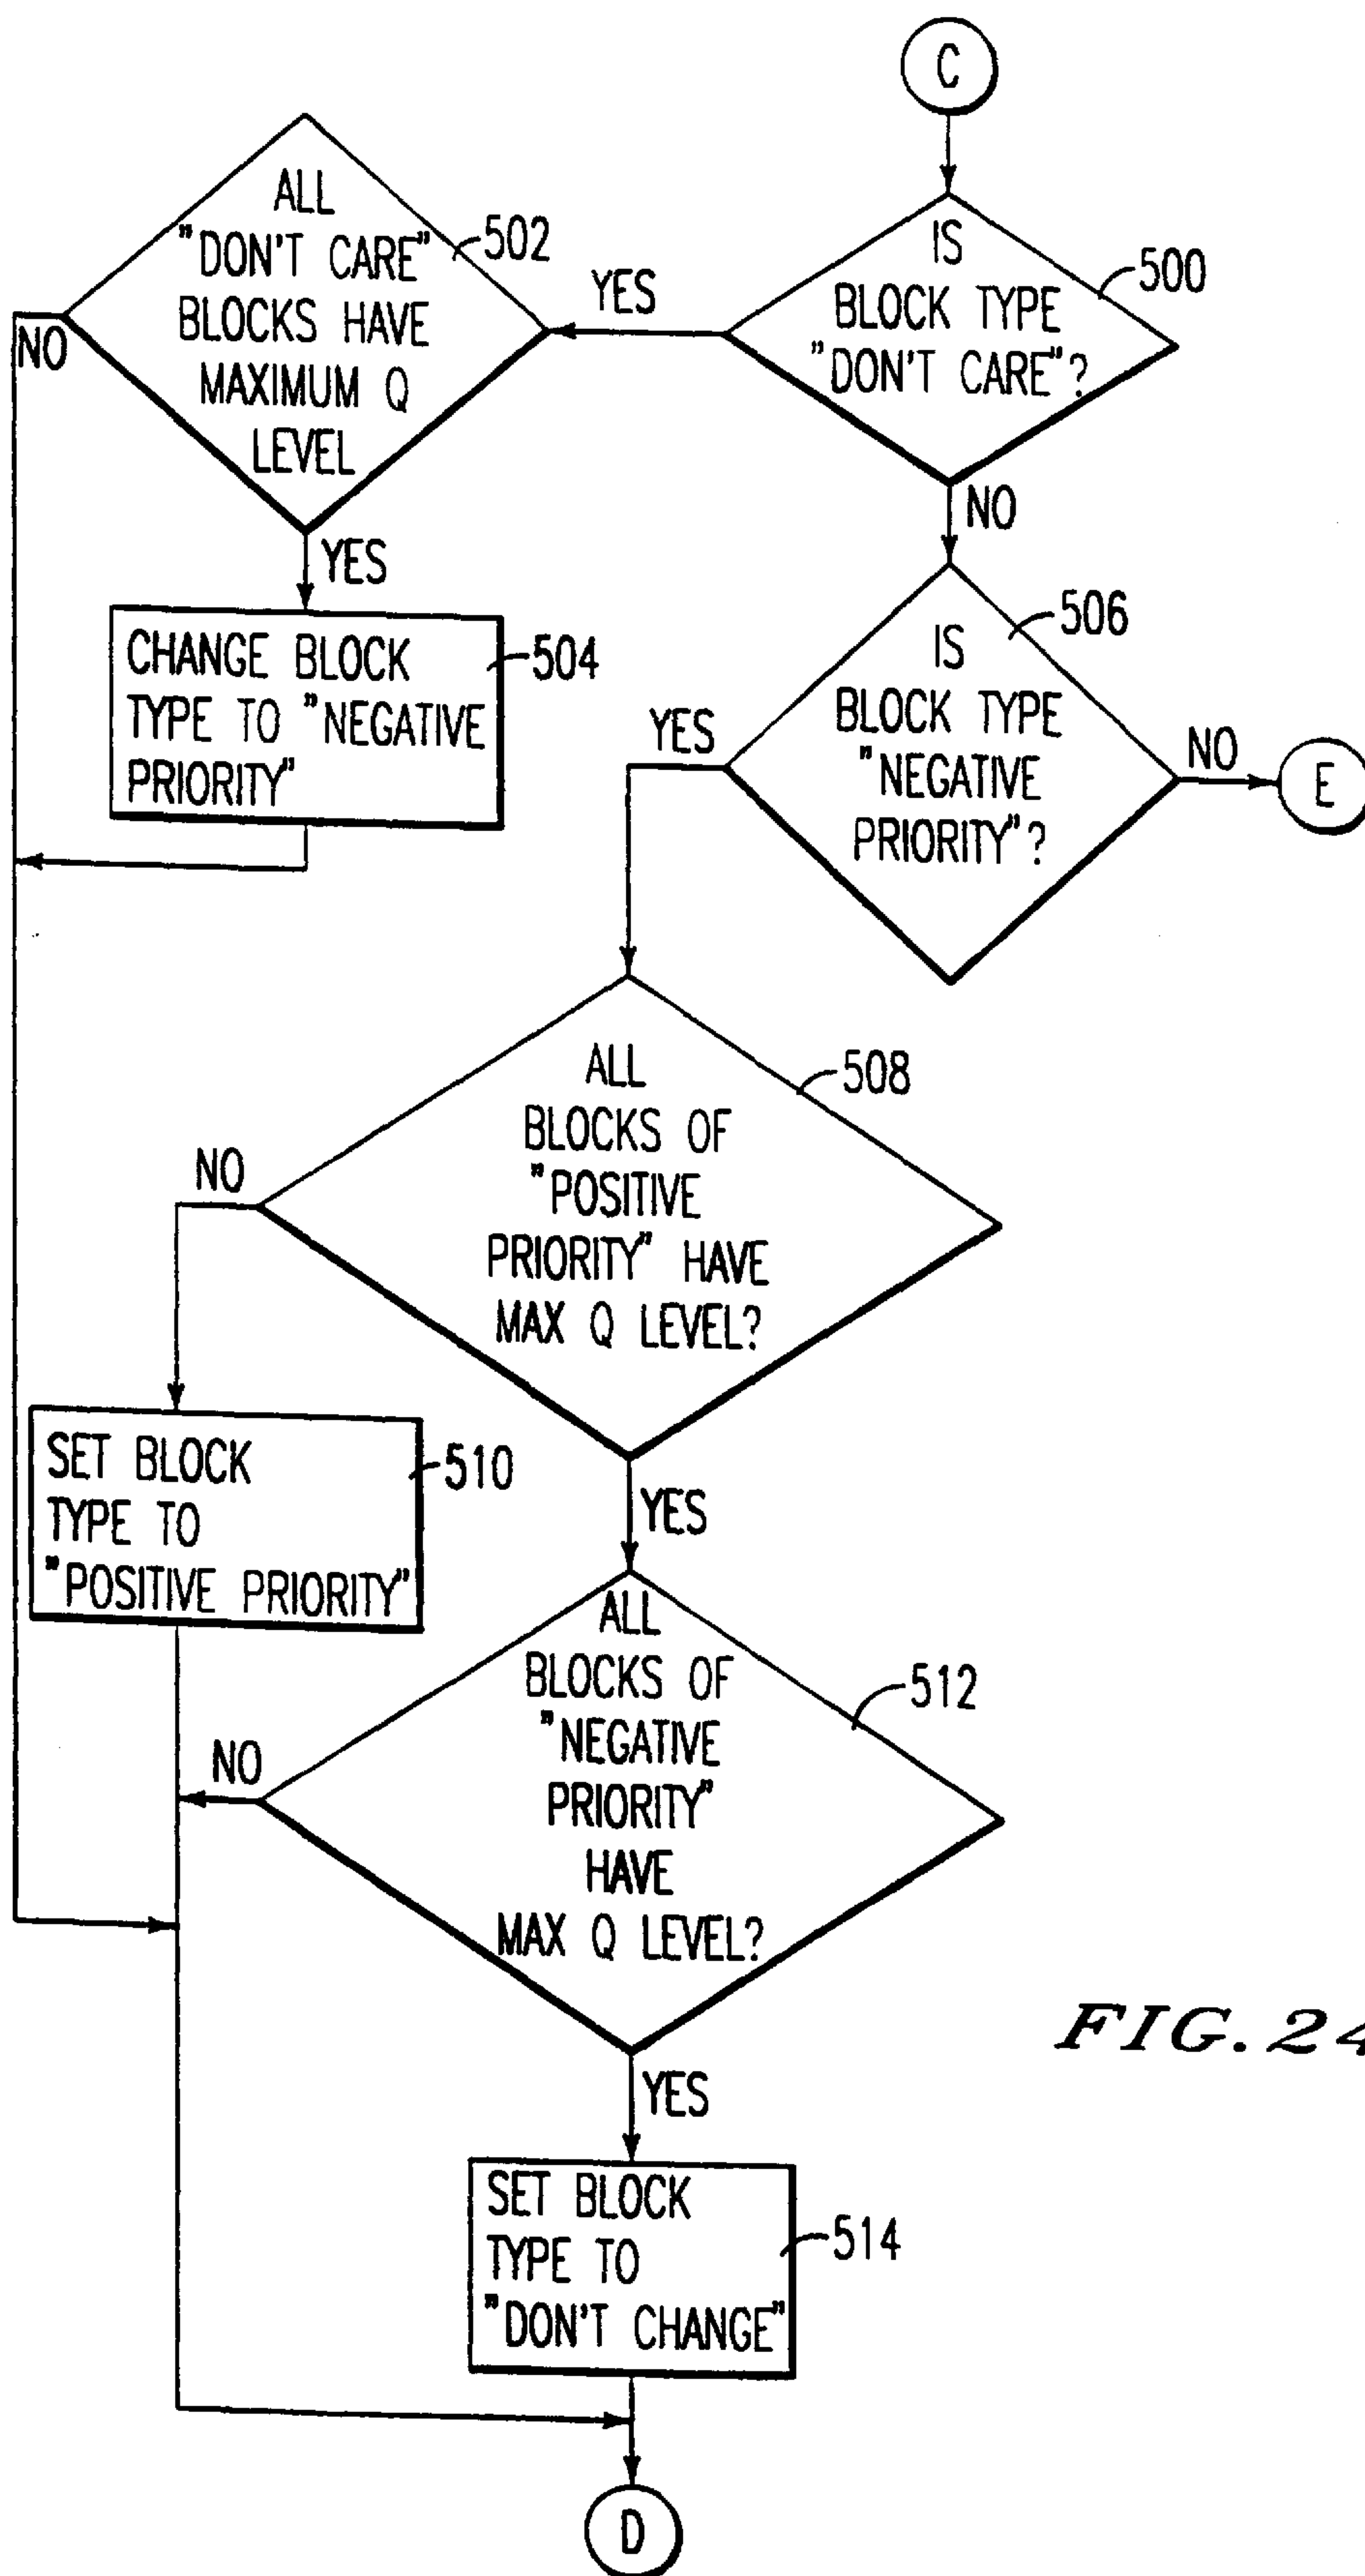 C
IS
BLOCK TYPE
"DON'T CARE"?
500
YES
NO
ALL
"DON'T CARE"
BLOCKS HAVE
MAXIMUM Q
LEVEL
502
NO
YES
CHANGE BLOCK
TYPE TO "NEGATIVE
PRIORITY"
504
IS
BLOCK TYPE
"NEGATIVE
PRIORITY"?
506
YES
NO
E
ALL
BLOCKS OF
"POSITIVE
PRIORITY" HAVE
MAX Q LEVEL?
508
NO
YES
SET BLOCK
TYPE TO
"POSITIVE PRIORITY"
510
ALL
BLOCKS OF
"NEGATIVE
PRIORITY"
HAVE
MAX Q LEVEL?
512
NO
YES
SET BLOCK
TYPE TO
"DON'T CHANGE"
514
D
FIG. 24